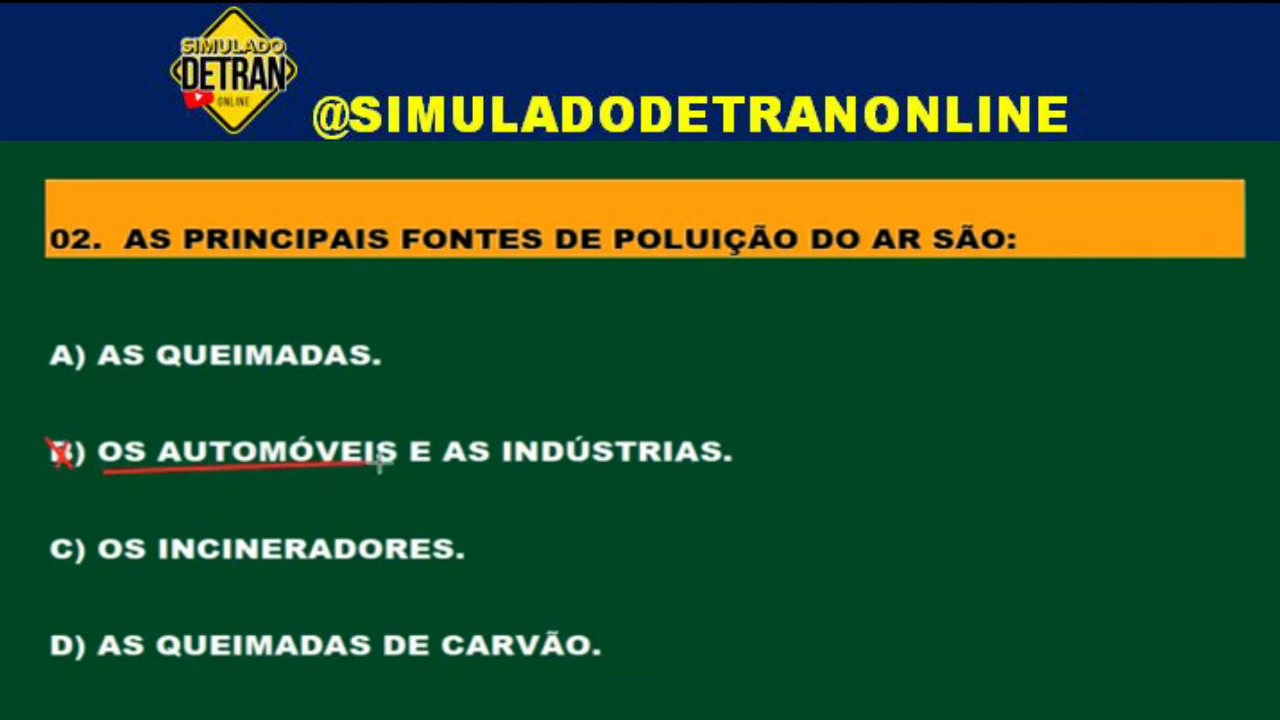 SIMULADO
DETRAN
ONLINE
@SIMULADODETRANONLINE
02. AS PRINCIPAIS FONTES DE POLUIÇÃO DO AR SÃO:
A) AS QUEIMADAS.
B) OS AUTOMÓVEIS E AS INDÚSTRIAS.
C) OS INCINERADORES.
D) AS QUEIMADAS DE CARVÃO.